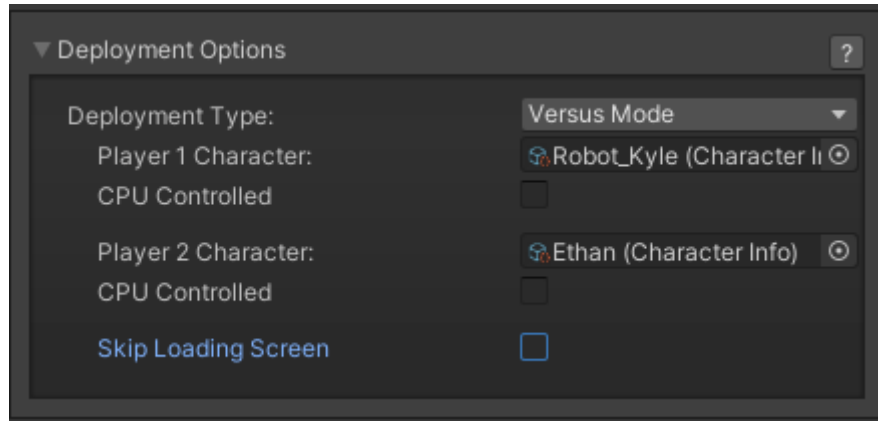 Deployment Options ?
Deployment Type: Versus Mode
Player 1 Character: Robot_Kyle (Character I
CPU Controlled
Player 2 Character: Ethan (Character Info)
CPU Controlled
Skip Loading Screen